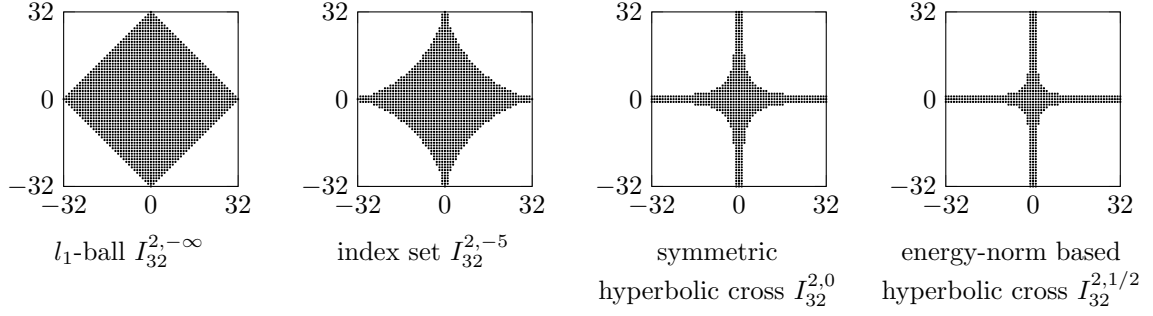 32
0
−32
−32 0 32
l₁-ball I₃₂^{2,−∞}
32
0
−32
−32 0 32
index set I₃₂^{2,−5}
32
0
−32
−32 0 32
symmetric
hyperbolic cross I₃₂^{2,0}
32
0
−32
−32 0 32
energy-norm based
hyperbolic cross I₃₂^{2,1/2}